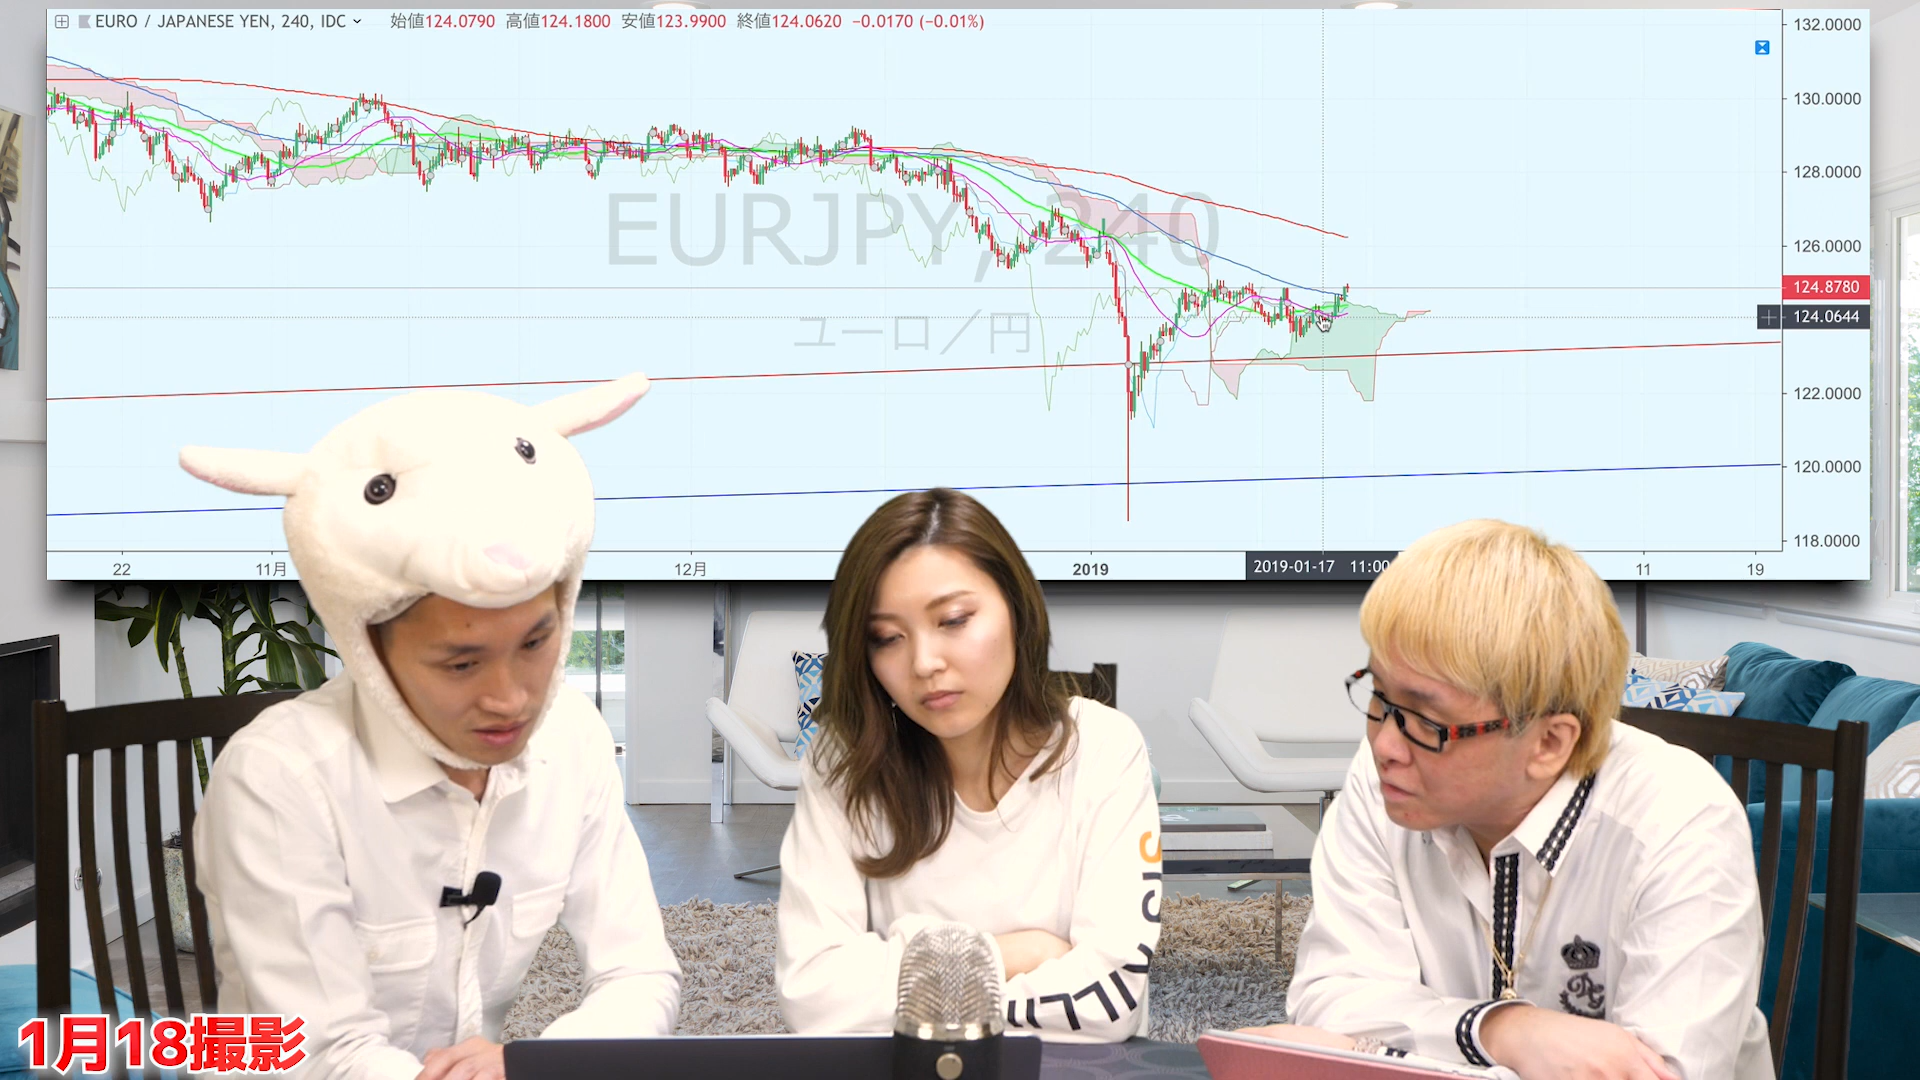 EURO / JAPANESE YEN, 240, IDC 始値124.0790 高値124.1800 安値123.9900 終値124.0620 −0.0170 (−0.01%)
132.0000
130.0000
128.0000
EURJPY, 240
126.0000
124.8780
124.0644
ユーロ／円
122.0000
120.0000
118.0000
22 11月 12月 2019 2019-01-17 11:00 11 19
1月18撮影